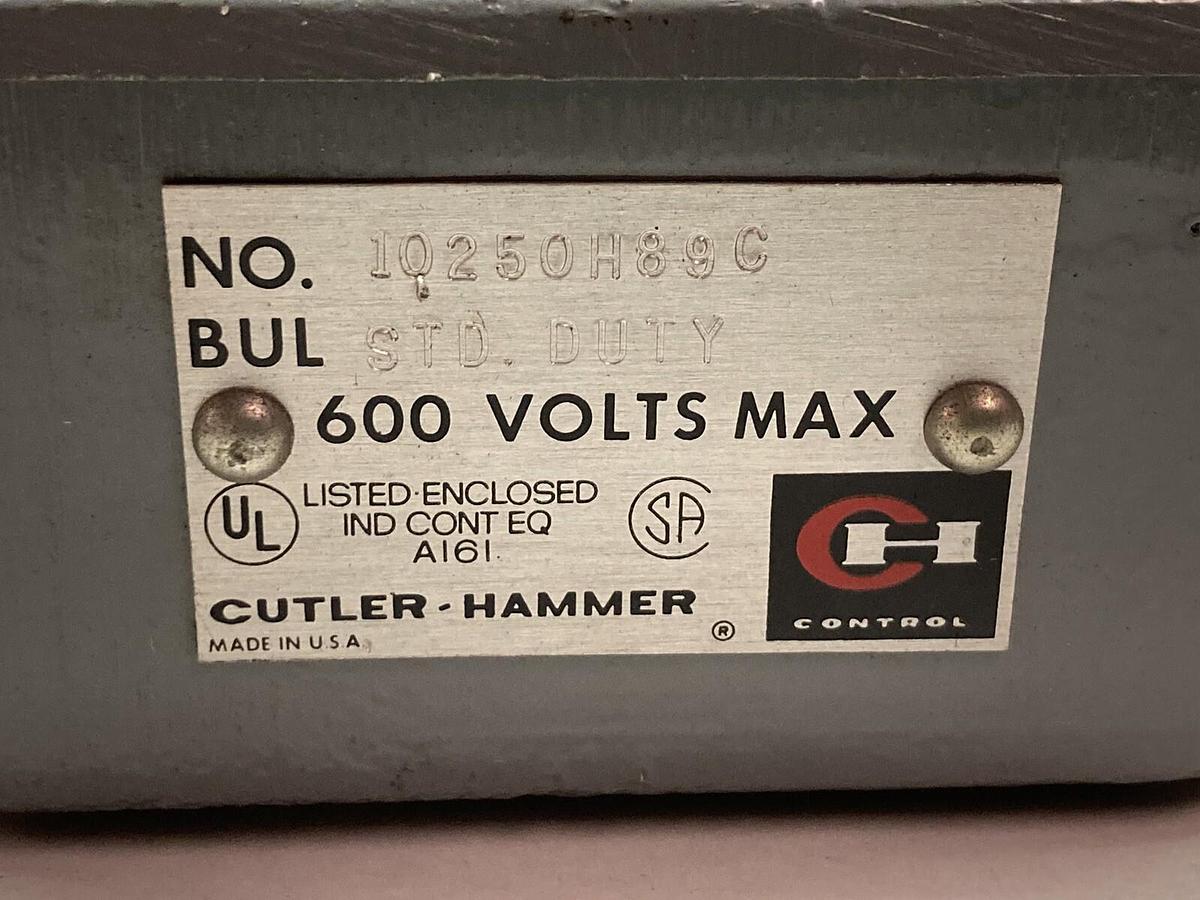 NO. 10250H89C
BUL STD. DUTY
600 VOLTS MAX
UL LISTED·ENCLOSED
IND CONT EQ
A161.
SA
CUTLER-HAMMER ®
MADE IN U.S.A.
CH
CONTROL